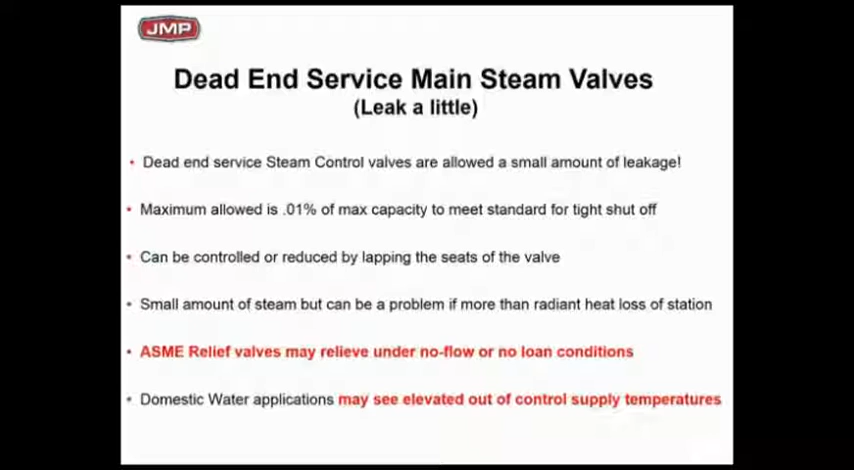 JMP
Dead End Service Main Steam Valves
(Leak a little)
• Dead end service Steam Control valves are allowed a small amount of leakage!
• Maximum allowed is .01% of max capacity to meet standard for tight shut off
• Can be controlled or reduced by lapping the seats of the valve
• Small amount of steam but can be a problem if more than radiant heat loss of station
• ASME Relief valves may relieve under no-flow or no loan conditions
• Domestic Water applications may see elevated out of control supply temperatures